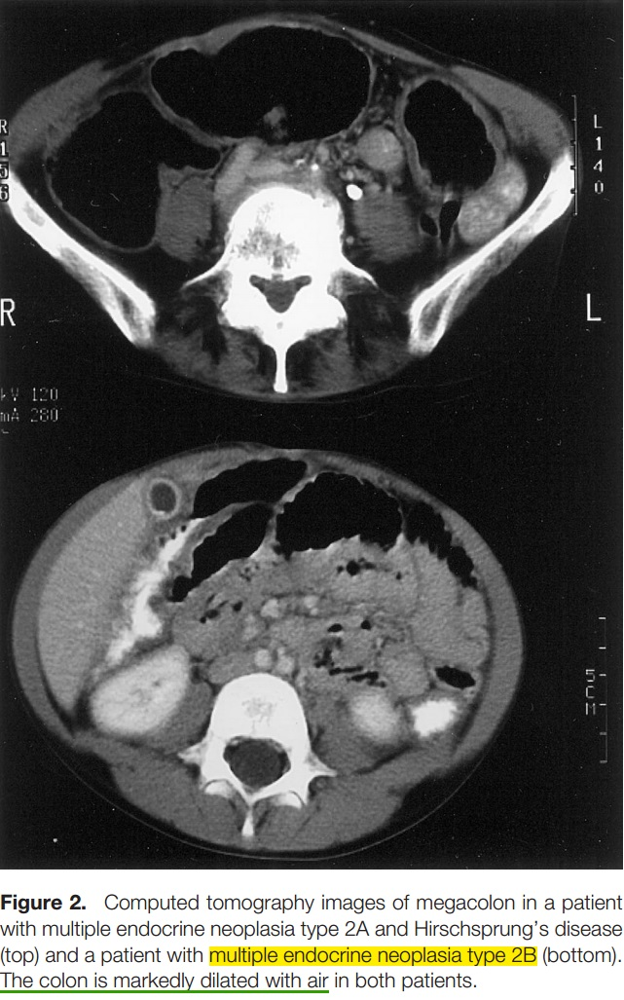 R
1
5
6
L
1
4
0
R
L
kV 120
mA 280
5
C
M
Figure 2. Computed tomography images of megacolon in a patient
with multiple endocrine neoplasia type 2A and Hirschsprung's disease
(top) and a patient with multiple endocrine neoplasia type 2B (bottom).
The colon is markedly dilated with air in both patients.